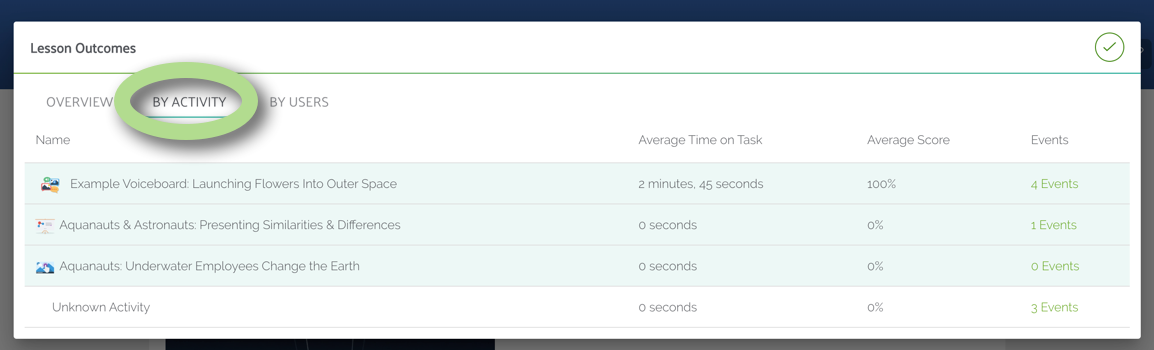 Lesson Outcomes
OVERVIEW BY ACTIVITY BY USERS
Name Average Time on Task Average Score Events
Example Voiceboard: Launching Flowers Into Outer Space 2 minutes, 45 seconds 100% 4 Events
Aquanauts & Astronauts: Presenting Similarities & Differences 0 seconds 0% 1 Events
Aquanauts: Underwater Employees Change the Earth 0 seconds 0% 0 Events
Unknown Activity 0 seconds 0% 3 Events